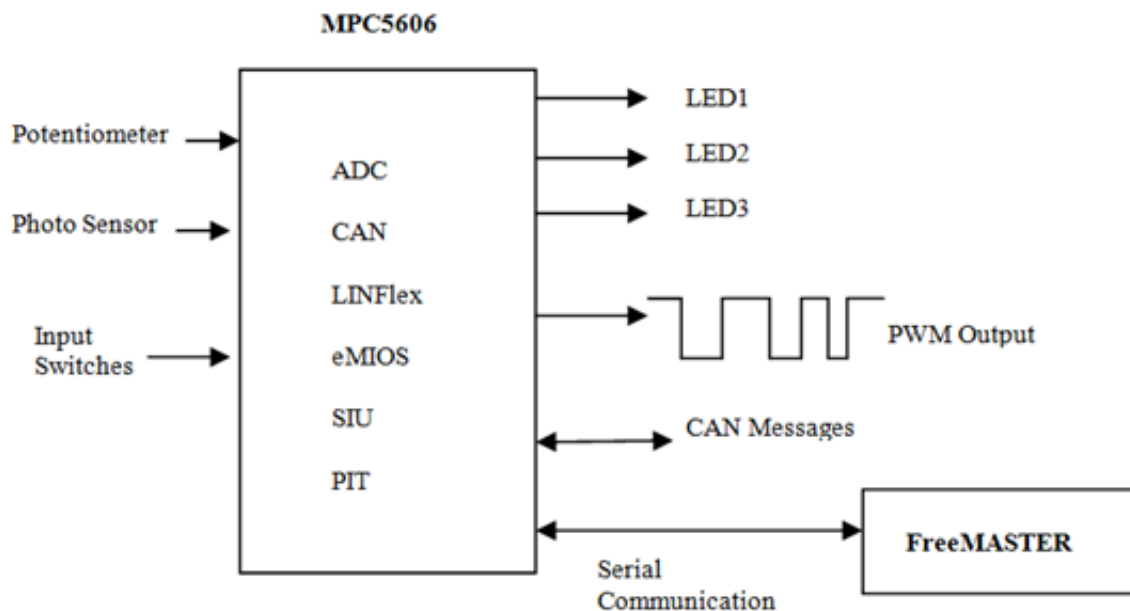 MPC5606
Potentiometer
Photo Sensor
Input
Switches
ADC
CAN
LINFlex
eMIOS
SIU
PIT
LED1
LED2
LED3
PWM Output
CAN Messages
Serial
Communication
FreeMASTER